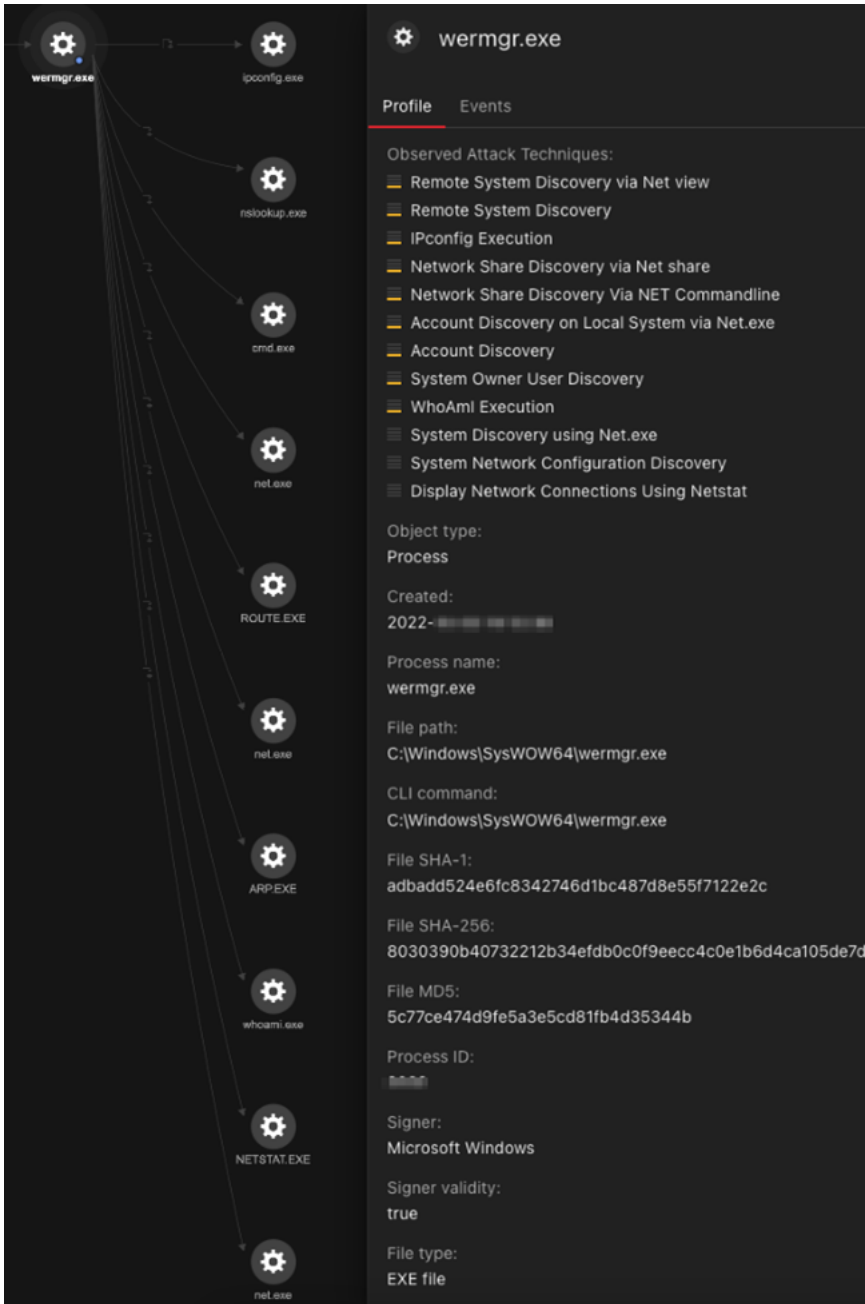 wermgr.exe
ipconfig.exe
nslookup.exe
cmd.exe
net.exe
ROUTE.EXE
net.exe
ARP.EXE
whoami.exe
NETSTAT.EXE
net.exe
wermgr.exe
Profile Events
Observed Attack Techniques:
Remote System Discovery via Net view
Remote System Discovery
IPconfig Execution
Network Share Discovery via Net share
Network Share Discovery Via NET Commandline
Account Discovery on Local System via Net.exe
Account Discovery
System Owner User Discovery
WhoAmI Execution
System Discovery using Net.exe
System Network Configuration Discovery
Display Network Connections Using Netstat
Object type:
Process
Created:
2022-
Process name:
wermgr.exe
File path:
C:\Windows\SysWOW64\wermgr.exe
CLI command:
C:\Windows\SysWOW64\wermgr.exe
File SHA-1:
adbadd524e6fc8342746d1bc487d8e55f7122e2c
File SHA-256:
8030390b40732212b34efdb0c0f9eecc4c0e1b6d4ca105de7d
File MD5:
5c77ce474d9fe5a3e5cd81fb4d35344b
Process ID:
Signer:
Microsoft Windows
Signer validity:
true
File type:
EXE file